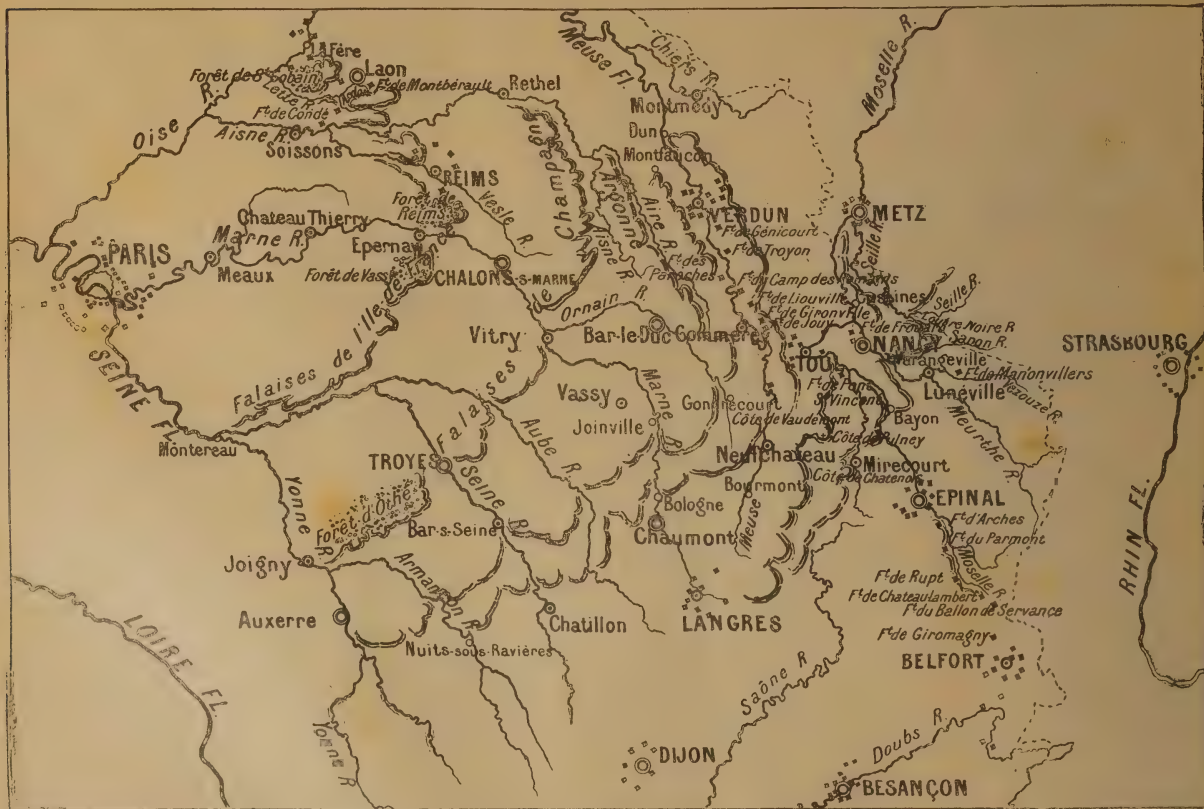 La Fère
Laon
Forêt de St Gobain
Lette R.
Ft de Montbérault
Ft de Condé
Rethel
Oise R.
Aisne R.
Soissons
REIMS
Forêt de Reims
Vesle R.
Champagne
Argonne
Aisne R.
Aire R.
Meuse Fl.
Chiers R.
Montmédy
Dun
Montfaucon
VERDUN
Ft de Génicourt
Ft de Troyon
Ft des Paroches
Ft du Camp des Romands
Ft de Liouville
Ft de Gironville
Ft de Jouy
Moselle R.
METZ
Seille R.
Seille R.
Ft de Frouard
NANCY
Sanon R.
Ft de Manonvillers
Lunéville
Vezouze R.
Meurthe R.
STRASBOURG
RHIN FL.
PARIS
Meaux
Marne R.
Chateau Thierry
Epernay
CHALONS-S-MARNE
Vitry
Ornain R.
Bar-le-Duc
Commercy
TOUL
Ft de Pont St Vincent
Bayon
Côte de Vaudemont
Neufchateau
Mirecourt
Côte de Chatenois
Gondrecourt
Vassy
Joinville
Marne R.
Bologne
Chaumont
Bourmont
Meuse
LANGRES
EPINAL
Ft d'Arches
Ft du Parmont
Moselle R.
Ft de Rupt
Ft de Chateaulambert
Ft du Ballon de Servance
Ft de Giromagny
BELFORT
Falaises de l'Ile de
Falaises de
SEINE FL.
Montereau
Yonne R.
TROYES
Seine R.
Aube R.
Forêt d'Othe
Bar-s-Seine
Joigny
Armançon R.
Auxerre
Nuits-sous-Ravières
Chatillon
LOIRE FL.
Yonne R.
Saône R.
DIJON
Doubs R.
BESANÇON